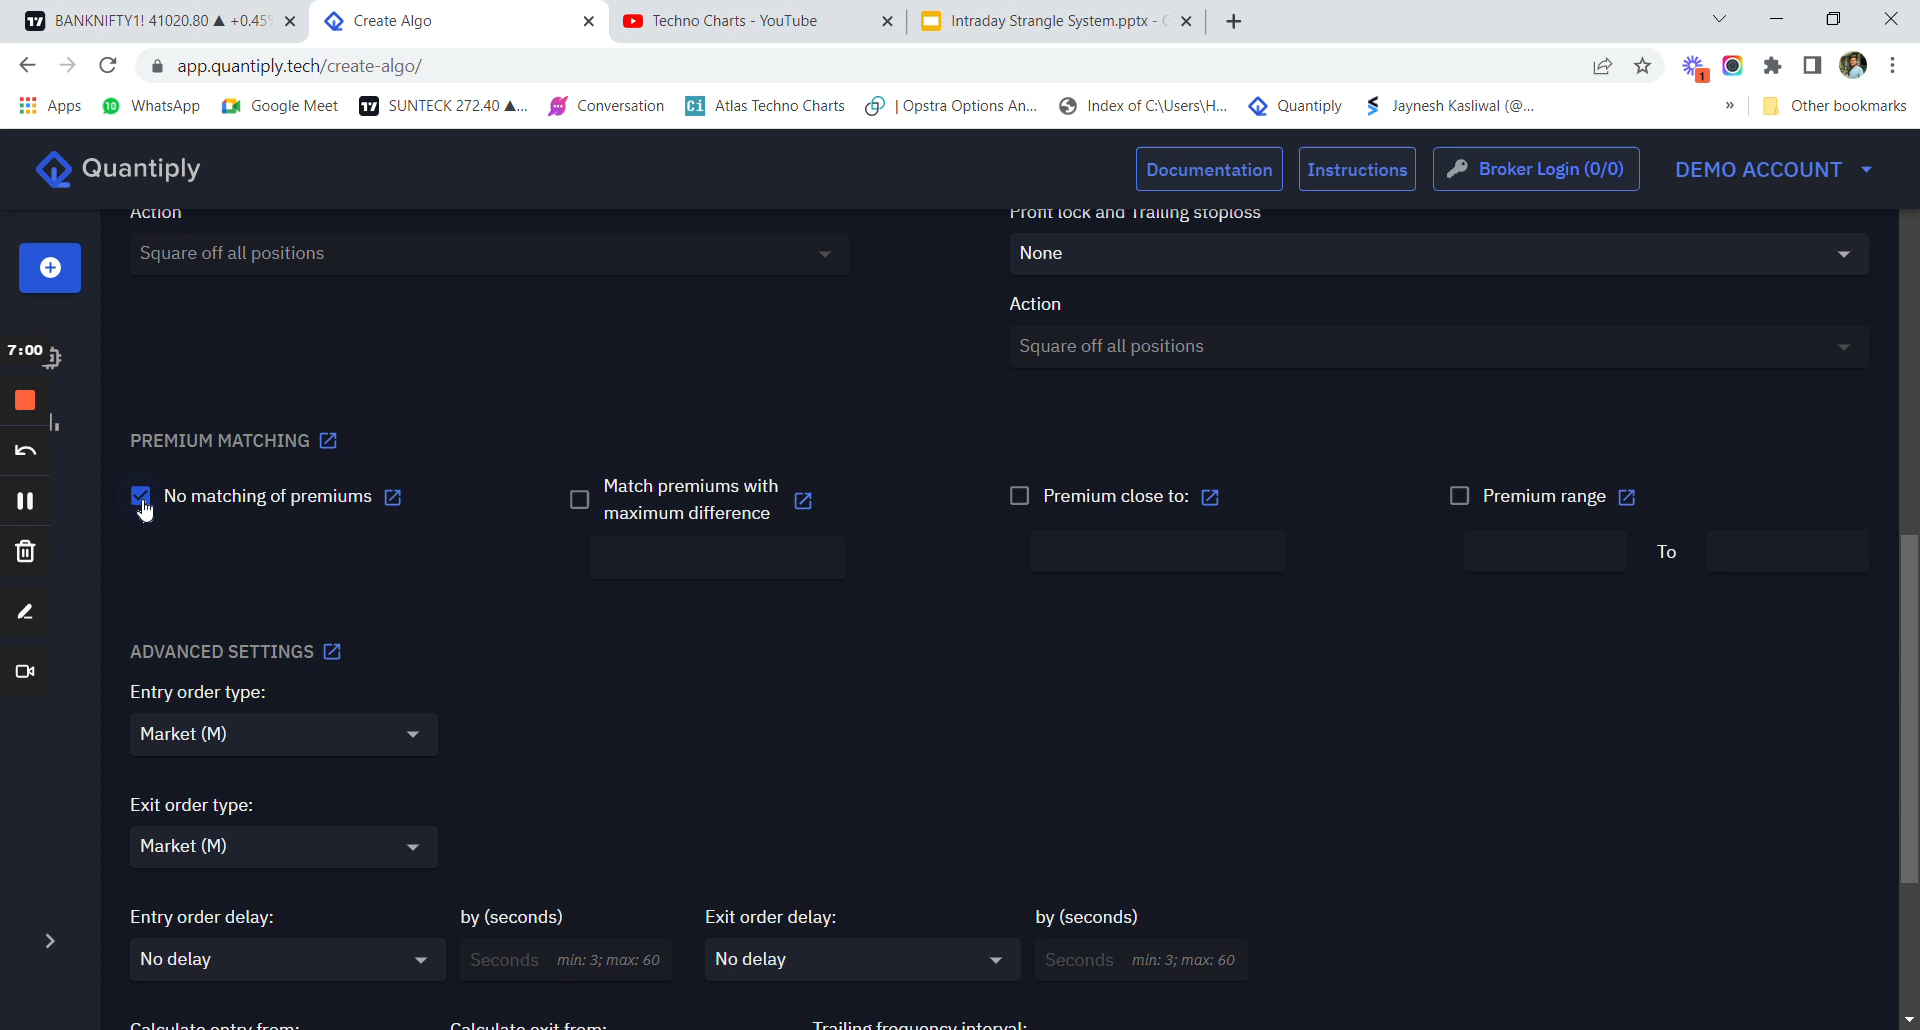 BANKNIFTY1! 41020.80 ▲ +0.45%
Create Algo
Techno Charts - YouTube
Intraday Strangle System.pptx - G
app.quantiply.tech/create-algo/
1
Apps
10
WhatsApp
Google Meet
SUNTECK 272.40 ▲...
Conversation
Ci
Atlas Techno Charts
| Opstra Options An...
Index of C:\Users\H...
Quantiply
Jaynesh Kasliwal (@...
»
Other bookmarks
Quantiply
Documentation
Instructions
Broker Login (0/0)
DEMO ACCOUNT
Action
Profit lock and Trailing stoploss
Square off all positions
None
Action
Square off all positions
7:00
PREMIUM MATCHING
No matching of premiums
Match premiums with
maximum difference
Premium close to:
Premium range
To
ADVANCED SETTINGS
Entry order type:
Market (M)
Exit order type:
Market (M)
Entry order delay:
by (seconds)
Exit order delay:
by (seconds)
No delay
Seconds min: 3; max: 60
No delay
Seconds min: 3; max: 60
Calculate entry from:
Calculate exit from:
Trailing frequency interval: